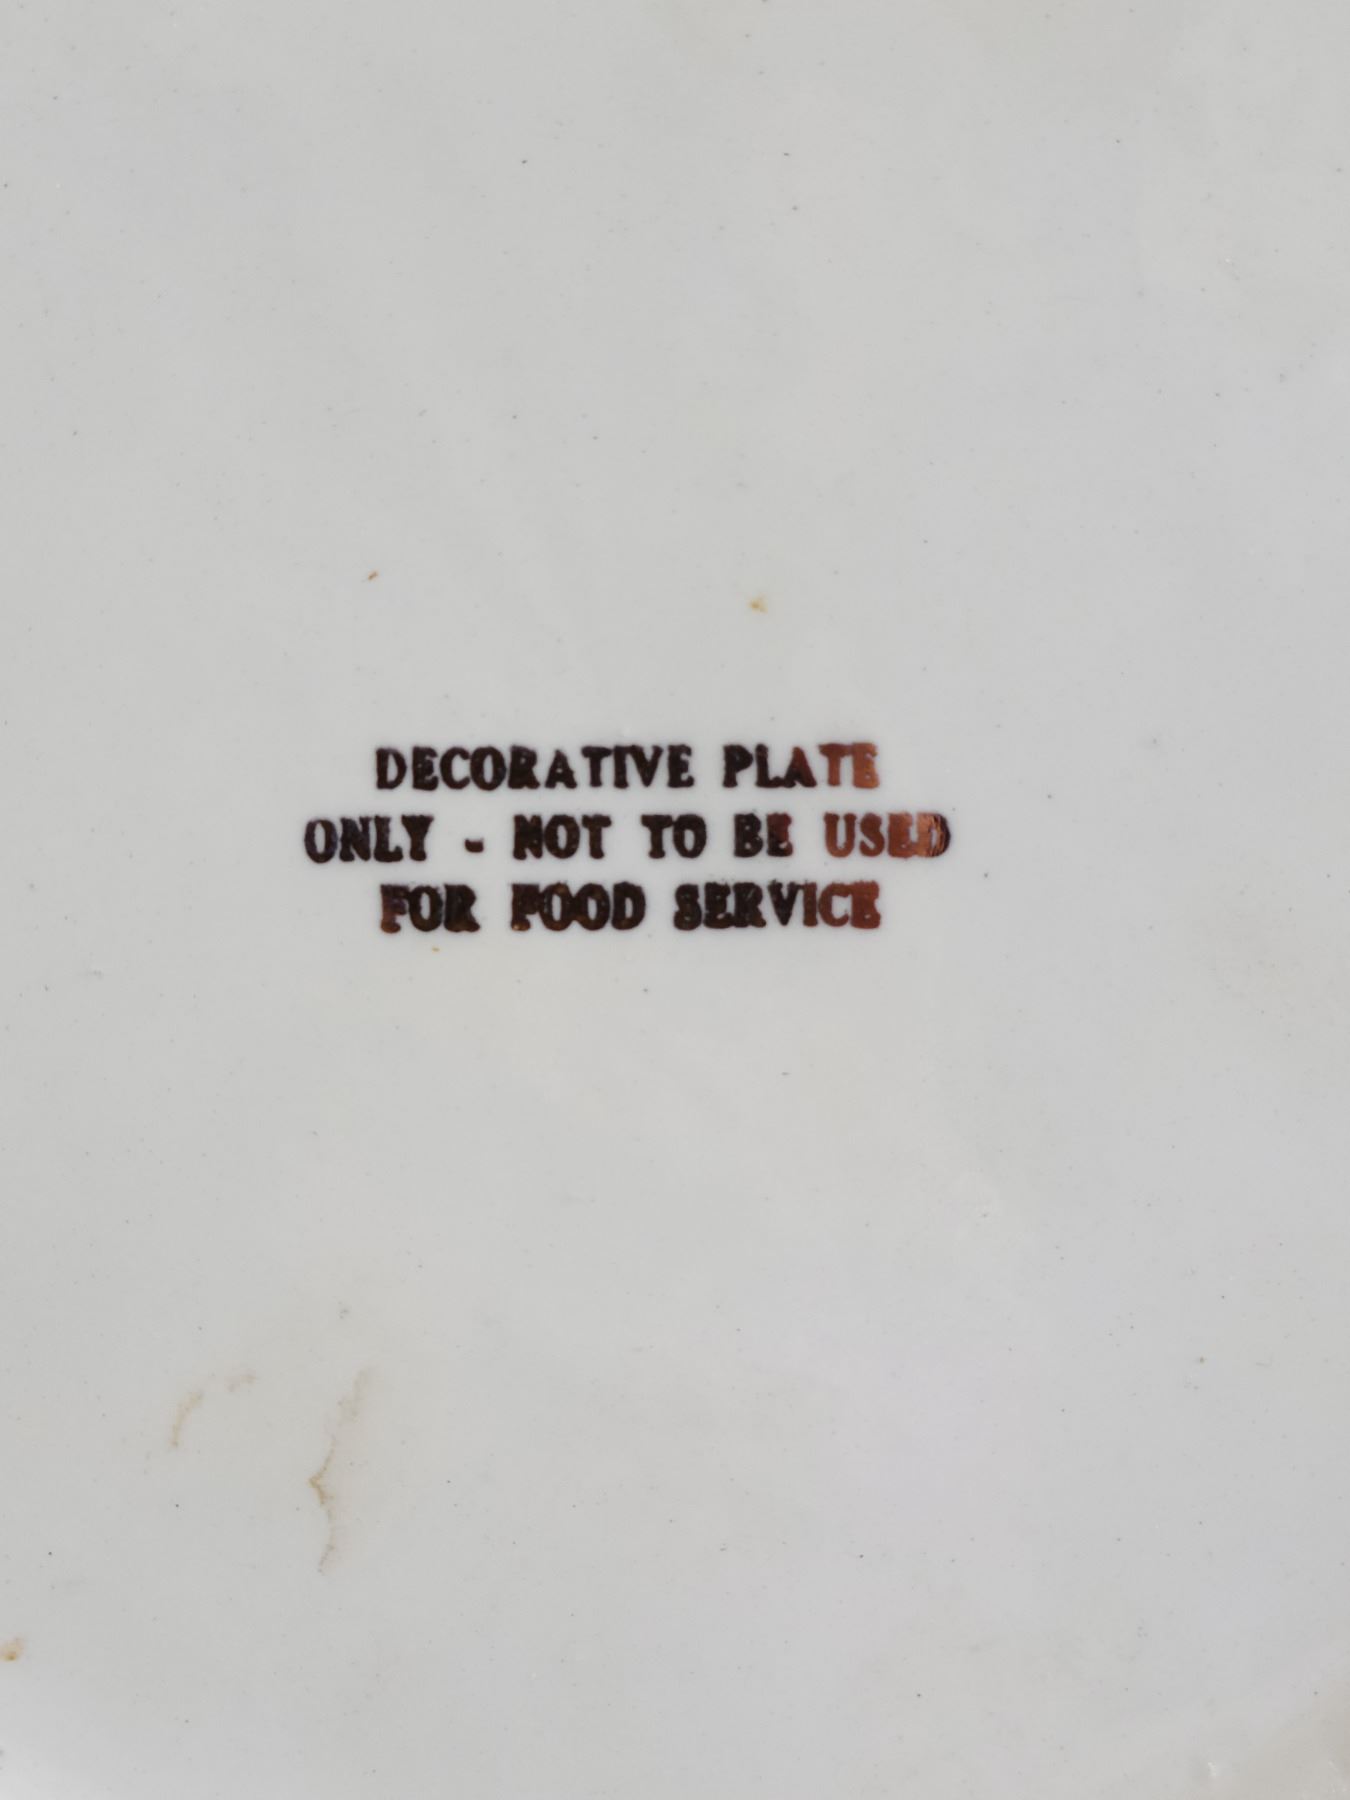 DECORATIVE PLATE
ONLY - NOT TO BE USED
FOR FOOD SERVICE